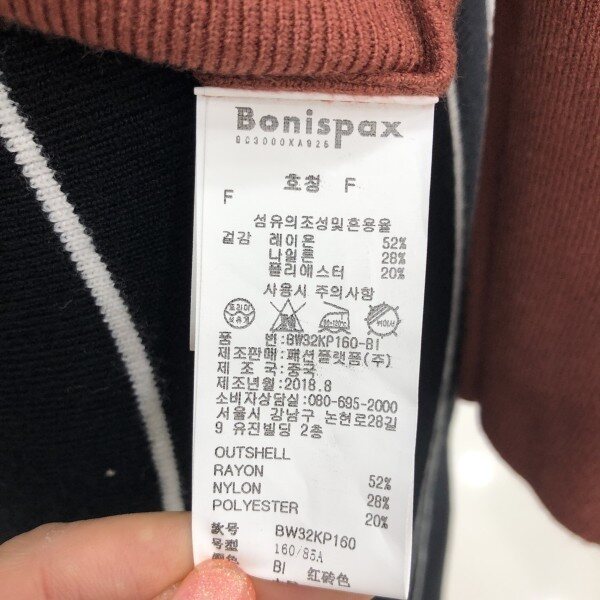 Bonispax
호칭 F
F
섬유의조성및혼용율
겉감 레이온 52%
나일론 28%
폴리에스터 20%
사용시 주의사항
품 번:BW32KP160-BI
제조판매:패션플랫폼(주)
제 조 국:중국
제조년월:2018.8
소비자상담실:080-695-2000
서울시 강남구 논현로28길
9 유진빌딩 2층
OUTSHELL
RAYON 52%
NYLON 28%
POLYESTER 20%
款号 BW32KP160
号型 160/85A
BI 红砖色